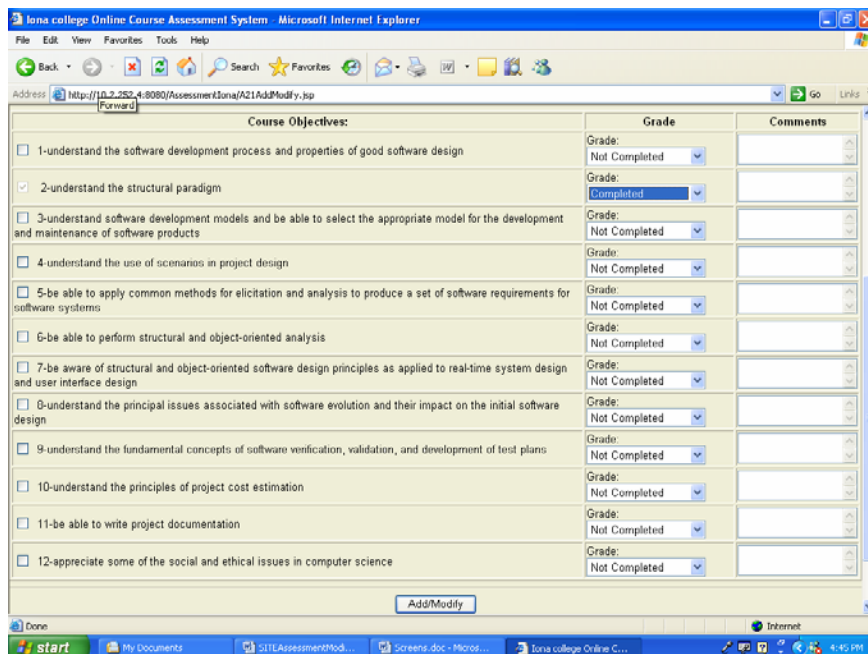 Iona college Online Course Assessment System - Microsoft Internet Explorer
File Edit View Favorites Tools Help
Back Search Favorites
Address http://10.2.252.4:8080/AssessmentIona/A21AddModify.jsp Go Links
Forward
Course Objectives: Grade Comments
1-understand the software development process and properties of good software design
Grade:
Not Completed
2-understand the structural paradigm
Grade:
Completed
3-understand software development models and be able to select the appropriate model for the development
and maintenance of software products
Grade:
Not Completed
4-understand the use of scenarios in project design
Grade:
Not Completed
5-be able to apply common methods for elicitation and analysis to produce a set of software requirements for
software systems
Grade:
Not Completed
6-be able to perform structural and object-oriented analysis
Grade:
Not Completed
7-be aware of structural and object-oriented software design principles as applied to real-time system design
and user interface design
Grade:
Not Completed
8-understand the principal issues associated with software evolution and their impact on the initial software
design
Grade:
Not Completed
9-understand the fundamental concepts of software verification, validation, and development of test plans
Grade:
Not Completed
10-understand the principles of project cost estimation
Grade:
Not Completed
11-be able to write project documentation
Grade:
Not Completed
12-appreciate some of the social and ethical issues in computer science
Grade:
Not Completed
Add/Modify
Done Internet
start My Documents SITEAssessmentModi... Screens.doc - Micros... Iona college Online C... 4:45 PM